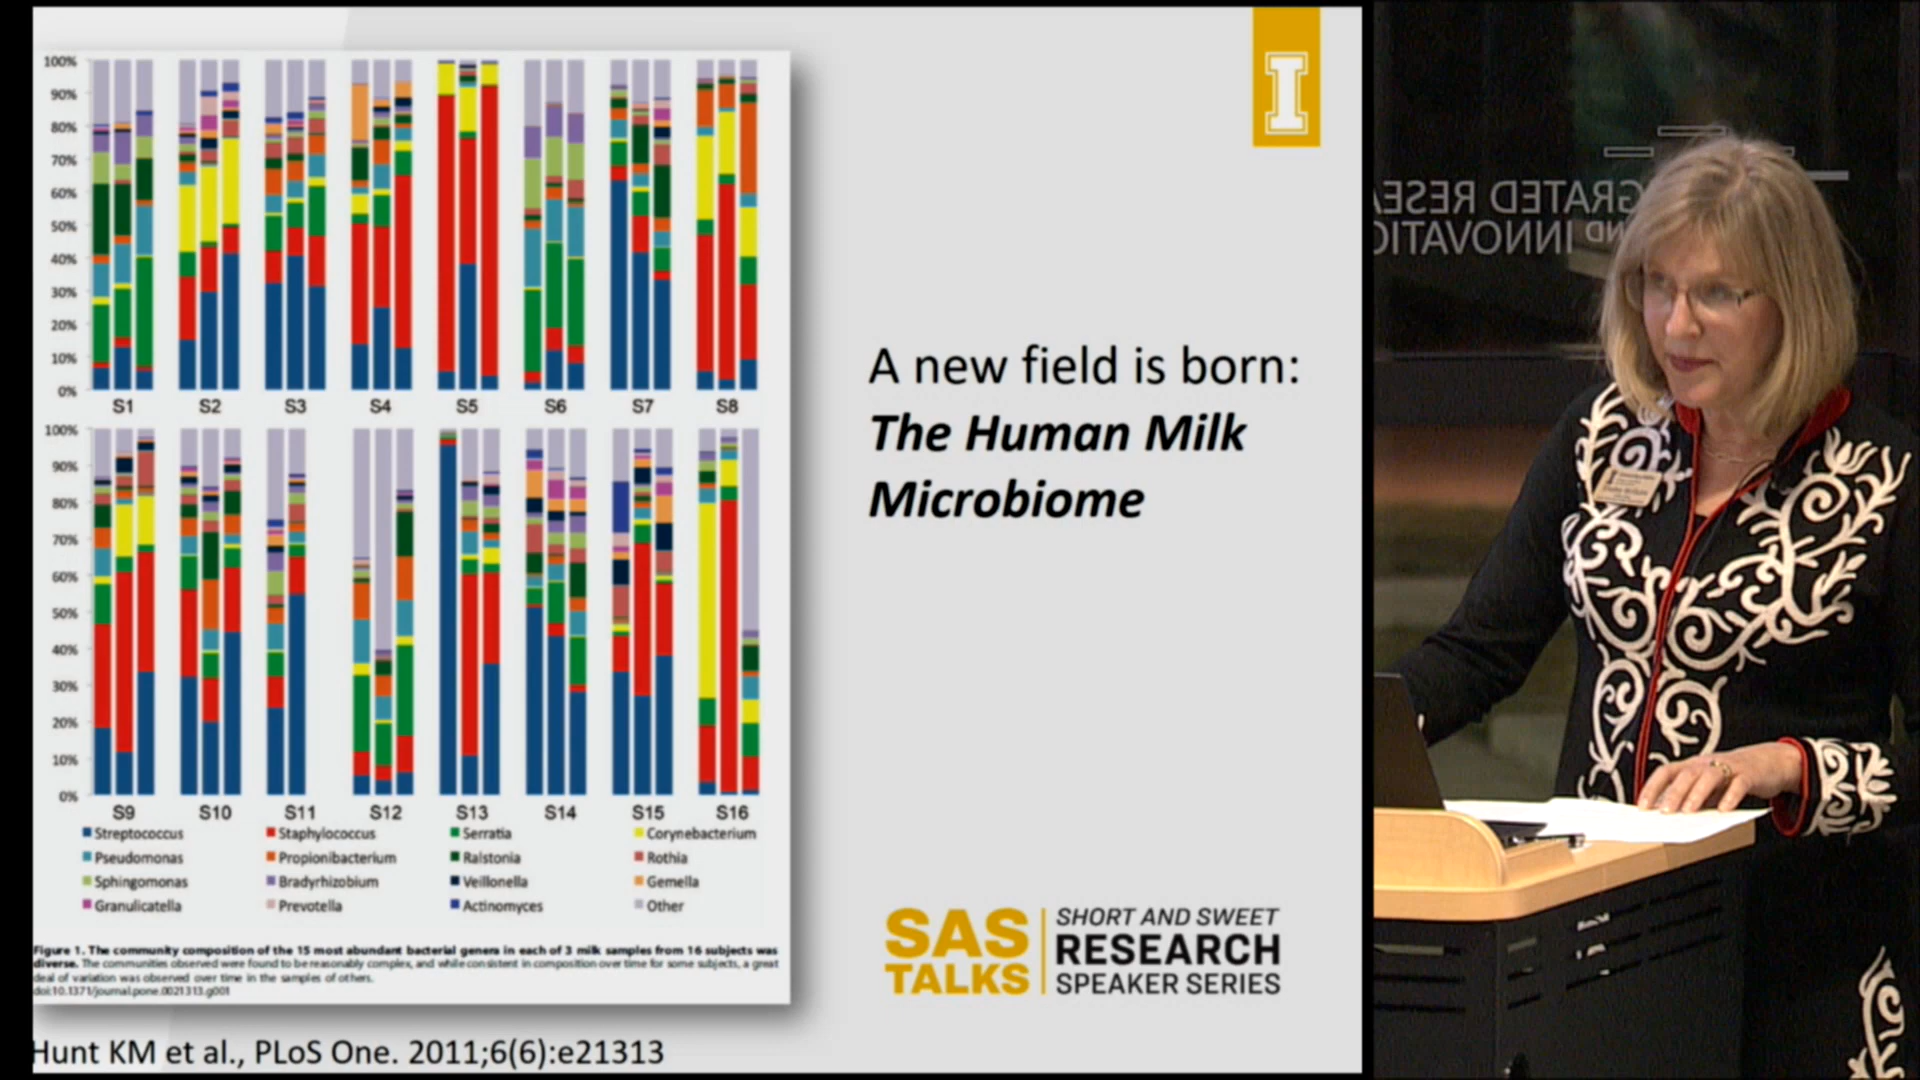 100%
90%
80%
70%
60%
50%
40%
30%
20%
10%
0%
S1 S2 S3 S4 S5 S6 S7 S8
100%
90%
80%
70%
60%
50%
40%
30%
20%
10%
0%
S9 S10 S11 S12 S13 S14 S15 S16
Streptococcus Staphylococcus Serratia Corynebacterium
Pseudomonas Propionibacterium Ralstonia Rothia
Sphingomonas Bradyrhizobium Veillonella Gemella
Granulicatella Prevotella Actinomyces Other
Figure 1. The community composition of the 15 most abundant bacterial genera in each of 3 milk samples from 16 subjects was
diverse. The communities observed were found to be reasonably complex, and while consistent in composition over time for some subjects, a great
deal of variation was observed over time in the samples of others.
doi:10.1371/journal.pone.0021313.g001
Hunt KM et al., PLoS One. 2011;6(6):e21313
I
A new field is born:
The Human Milk
Microbiome
SAS
TALKS
SHORT AND SWEET
RESEARCH
SPEAKER SERIES
GRATED RESEA
ND INNOVATIO